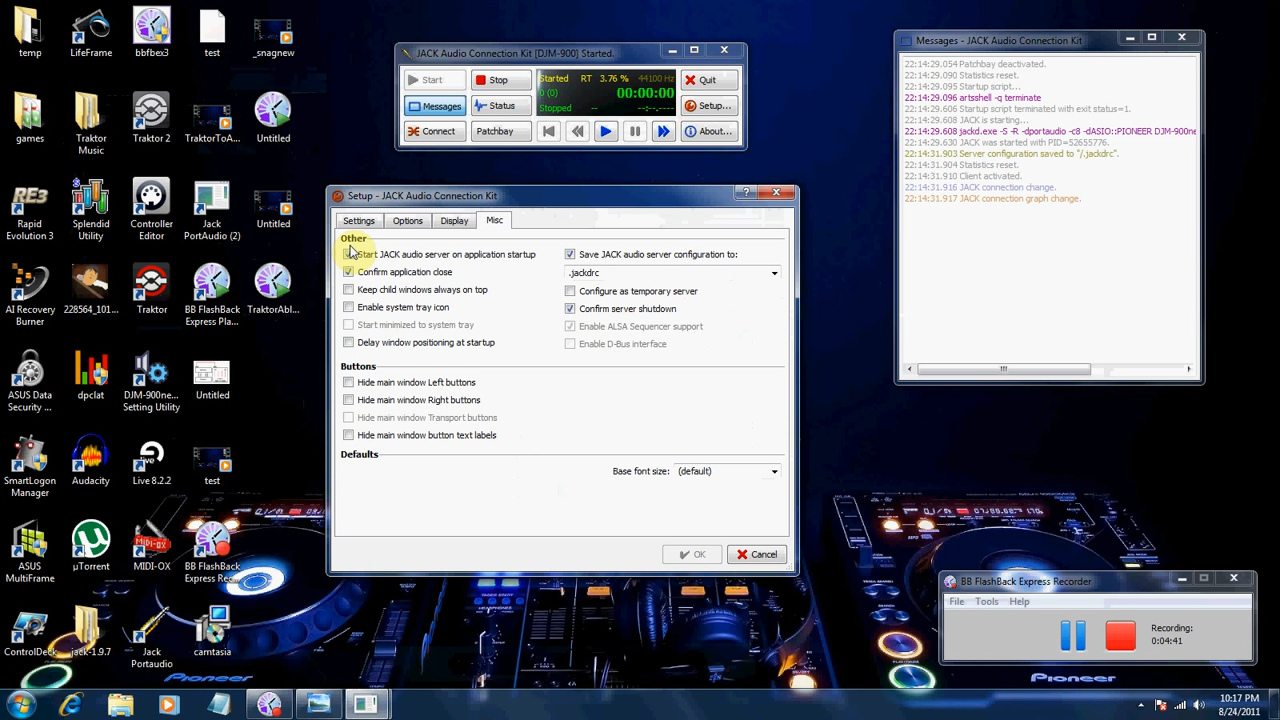 temp
LifeFrame
bbfbex3
test
_snagnew
games
Traktor
Music
Traktor 2
TraktorToA...
Untitled
Rapid
Evolution 3
Splendid
Utility
Controller
Editor
Jack
PortAudio (2)
Untitled
AI Recovery
Burner
228564_101...
Traktor
BB FlashBack
Express Pla...
TraktorAbl...
ASUS Data
Security ...
dpclat
DJM-900ne...
Setting Utility
Untitled
SmartLogon
Manager
Audacity
Live 8.2.2
test
ASUS
MultiFrame
µTorrent
MIDI-OX
BB FlashBack
Express Rec...
ControlDeck
jack-1.9.7
Jack
Portaudio
camtasia
JACK Audio Connection Kit [DJM-900] Started.
Start
Stop
Started RT 3.76 % 44100 Hz
0 (0) 00:00:00
Stopped -- --:--.----
Quit
Messages
Status
Setup...
Connect
Patchbay
About...
Messages - JACK Audio Connection Kit
22:14:29.054 Patchbay deactivated.
22:14:29.090 Statistics reset.
22:14:29.095 Startup script...
22:14:29.096 artsshell -q terminate
22:14:29.606 Startup script terminated with exit status=1.
22:14:29.608 JACK is starting...
22:14:29.608 jackd.exe -S -R -dportaudio -c8 -dASIO::PIONEER DJM-900ne
22:14:29.630 JACK was started with PID=52655776.
22:14:31.903 Server configuration saved to "/.jackdrc".
22:14:31.904 Statistics reset.
22:14:31.910 Client activated.
22:14:31.916 JACK connection change.
22:14:31.917 JACK connection graph change.
Setup - JACK Audio Connection Kit
Settings
Options
Display
Misc
Other
Start JACK audio server on application startup
Confirm application close
Keep child windows always on top
Enable system tray icon
Start minimized to system tray
Delay window positioning at startup
Save JACK audio server configuration to:
.jackdrc
Configure as temporary server
Confirm server shutdown
Enable ALSA Sequencer support
Enable D-Bus interface
Buttons
Hide main window Left buttons
Hide main window Right buttons
Hide main window Transport buttons
Hide main window button text labels
Defaults
Base font size: (default)
OK
Cancel
BB FlashBack Express Recorder
File Tools Help
Recording:
0:04:41
Pioneer
Pioneer
10:17 PM
8/24/2011